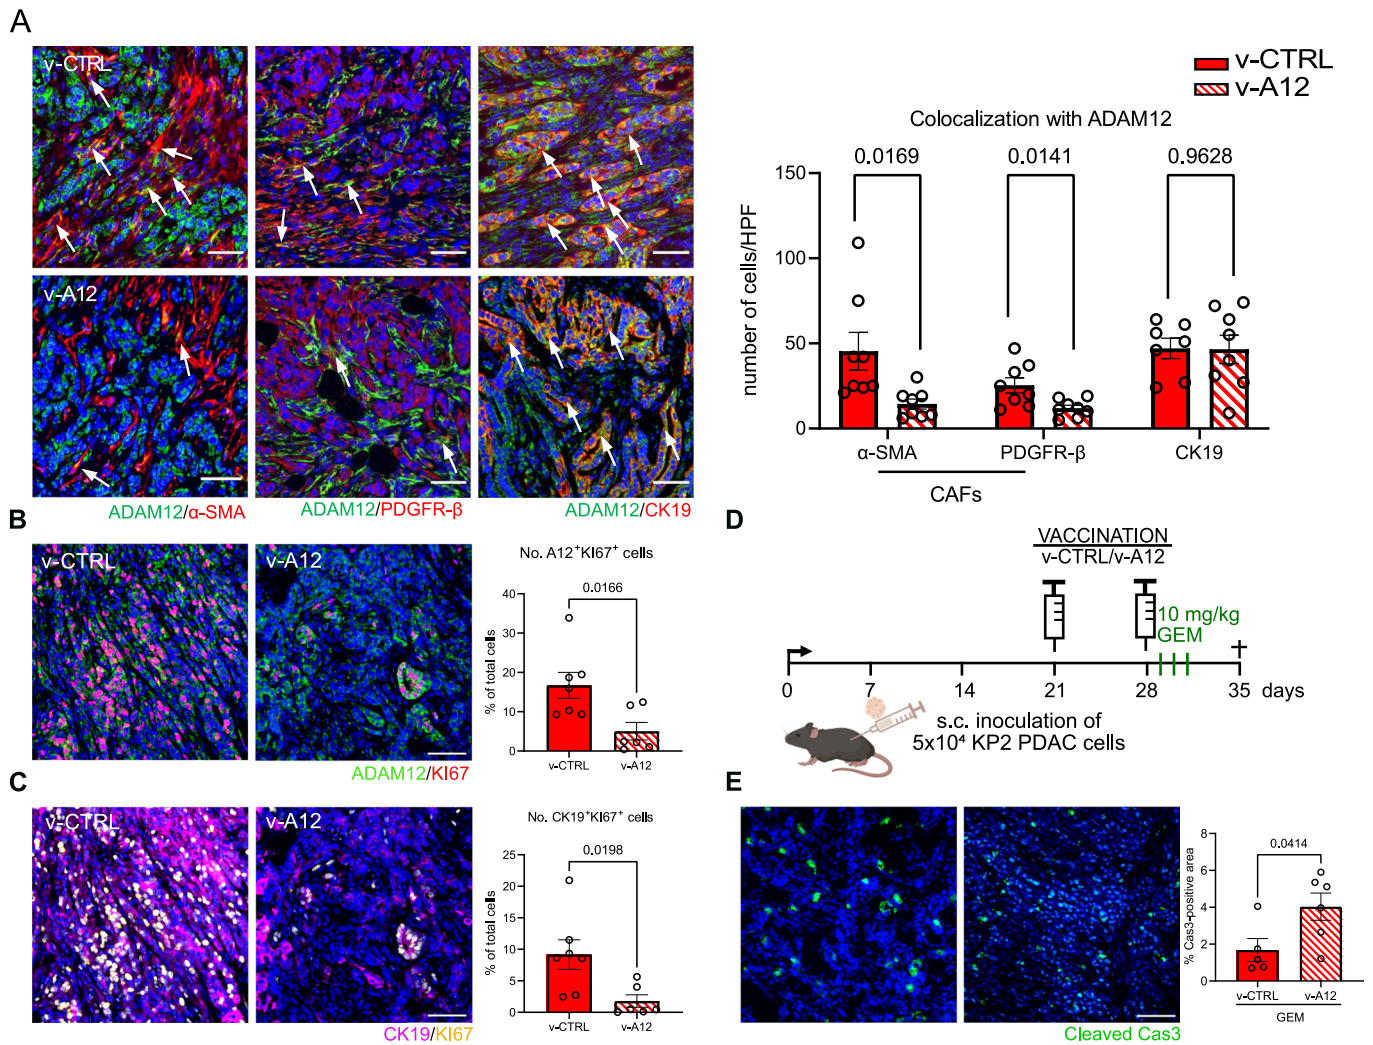 A
v-CTRL
v-A12
ADAM12/α-SMA
ADAM12/PDGFR-β
ADAM12/CK19
v-CTRL
v-A12
Colocalization with ADAM12
0.0169
0.0141
0.9628
number of cells/HPF
150
100
50
0
α-SMA
PDGFR-β
CK19
CAFs
B
v-CTRL
v-A12
ADAM12/KI67
No. A12⁺KI67⁺ cells
0.0166
% of total cells
40
30
20
10
0
v-CTRL
v-A12
C
v-CTRL
v-A12
CK19/KI67
No. CK19⁺KI67⁺ cells
0.0198
% of total cells
25
20
15
10
5
0
v-CTRL
v-A12
D
VACCINATION
v-CTRL/v-A12
10 mg/kg
GEM
0
7
14
21
28
35
days
s.c. inoculation of
5x10⁴ KP2 PDAC cells
E
Cleaved Cas3
0.0414
% Cas3-positive area
8
6
4
2
0
v-CTRL
v-A12
GEM